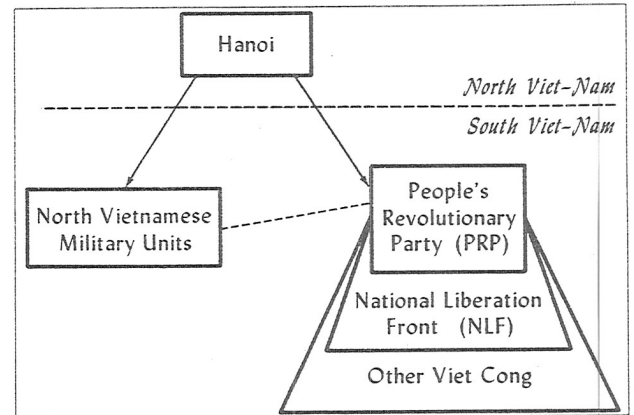 Hanoi
North Viet-Nam
South Viet-Nam
North Vietnamese
Military Units
People's
Revolutionary
Party (PRP)
National Liberation
Front (NLF)
Other Viet Cong